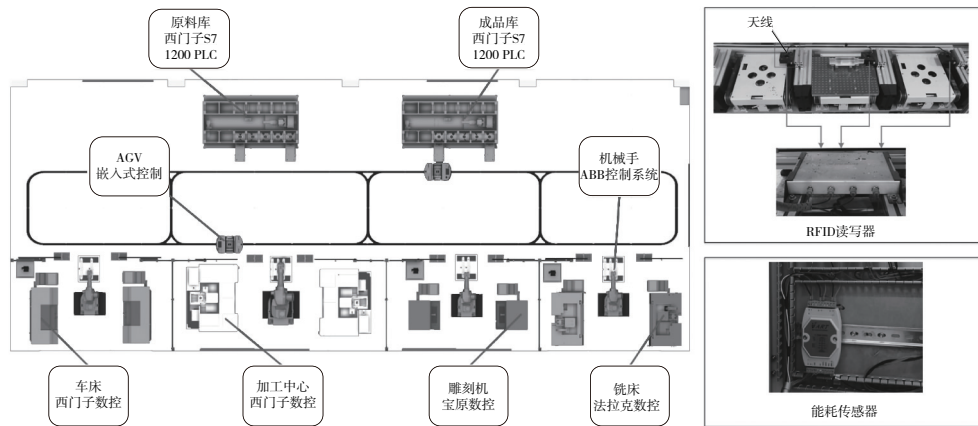 原料库
西门子S7
1200 PLC
成品库
西门子S7
1200 PLC
天线
AGV
嵌入式控制
机械手
ABB控制系统
RFID读写器
车床
西门子数控
加工中心
西门子数控
雕刻机
宝原数控
铣床
法拉克数控
能耗传感器